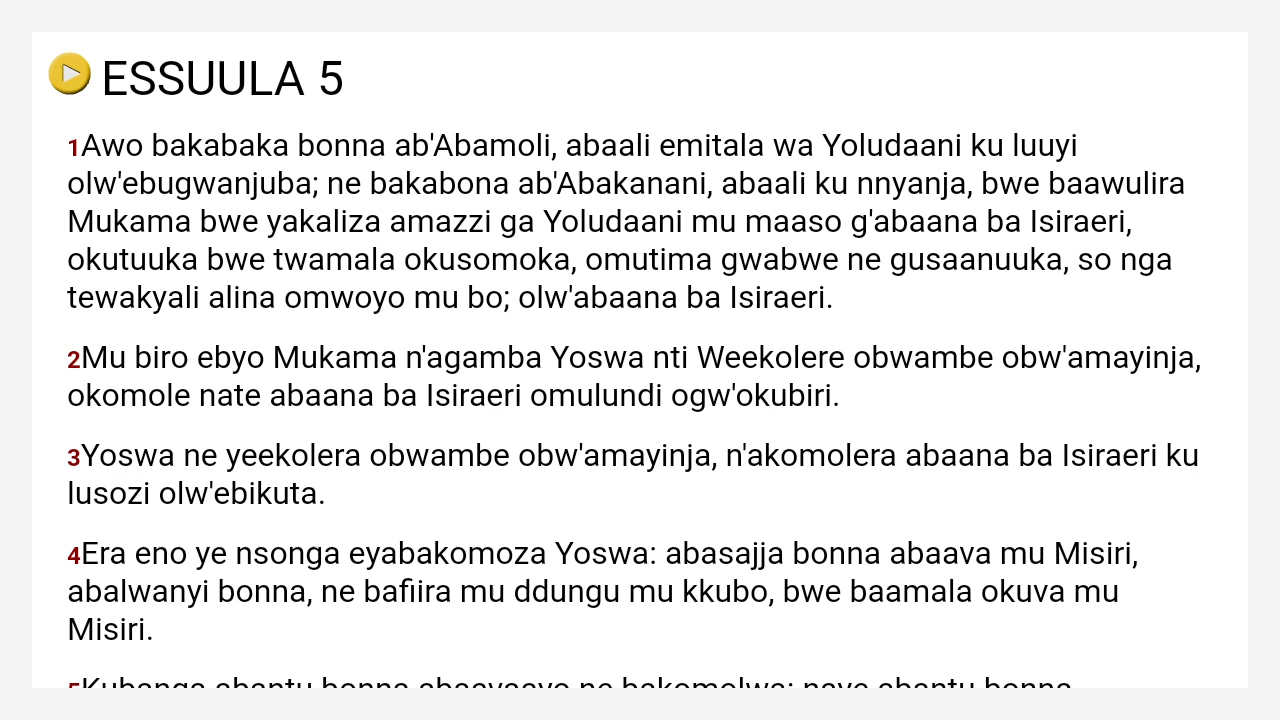 ESSUULA 5
1Awo bakabaka bonna ab'Abamoli, abaali emitala wa Yoludaani ku luuyi
olw'ebugwanjuba; ne bakabona ab'Abakanani, abaali ku nnyanja, bwe baawulira
Mukama bwe yakaliza amazzi ga Yoludaani mu maaso g'abaana ba Isiraeri,
okutuuka bwe twamala okusomoka, omutima gwabwe ne gusaanuuka, so nga
tewakyali alina omwoyo mu bo; olw'abaana ba Isiraeri.
2Mu biro ebyo Mukama n'agamba Yoswa nti Weekolere obwambe obw'amayinja,
okomole nate abaana ba Isiraeri omulundi ogw'okubiri.
3Yoswa ne yeekolera obwambe obw'amayinja, n'akomolera abaana ba Isiraeri ku
lusozi olw'ebikuta.
4Era eno ye nsonga eyabakomoza Yoswa: abasajja bonna abaava mu Misiri,
abalwanyi bonna, ne bafiira mu ddungu mu kkubo, bwe baamala okuva mu
Misiri.